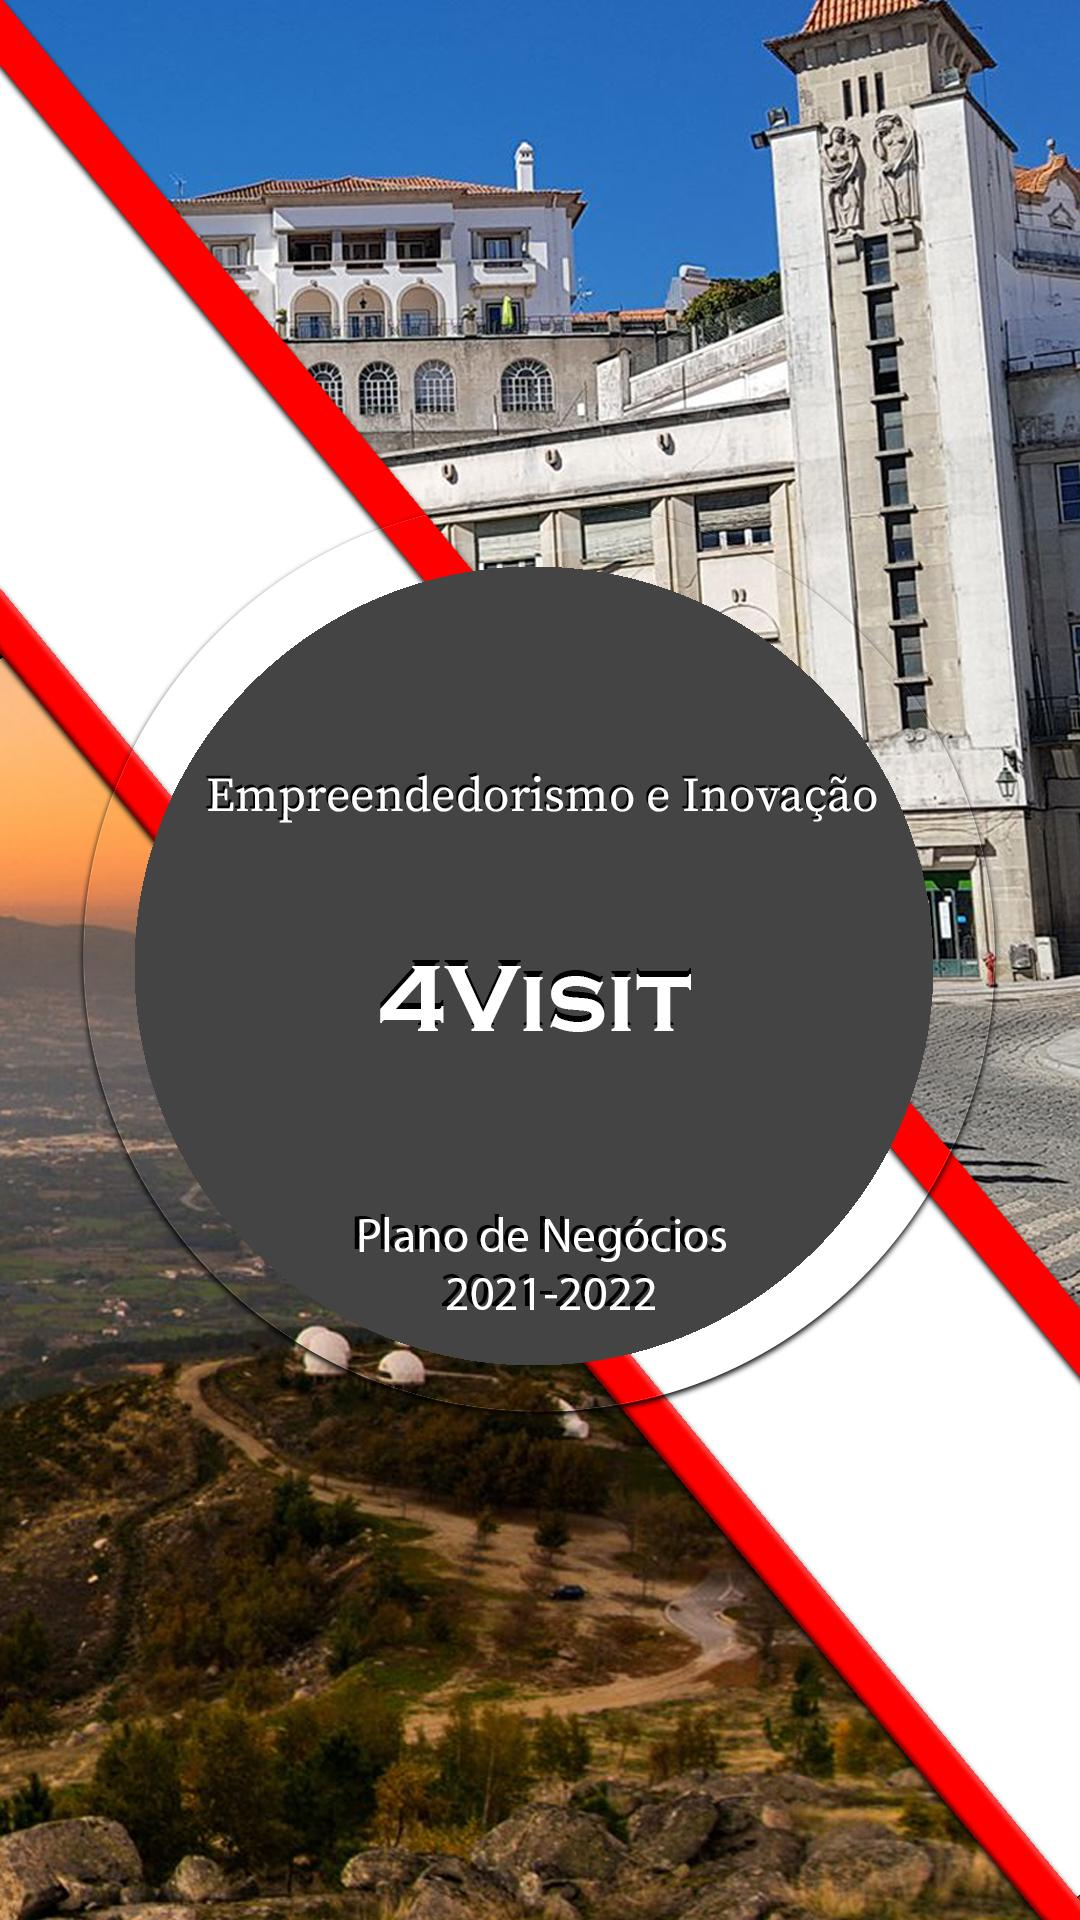 Empreendedorismo e Inovação
4Visit
Plano de Negócios
2021-2022